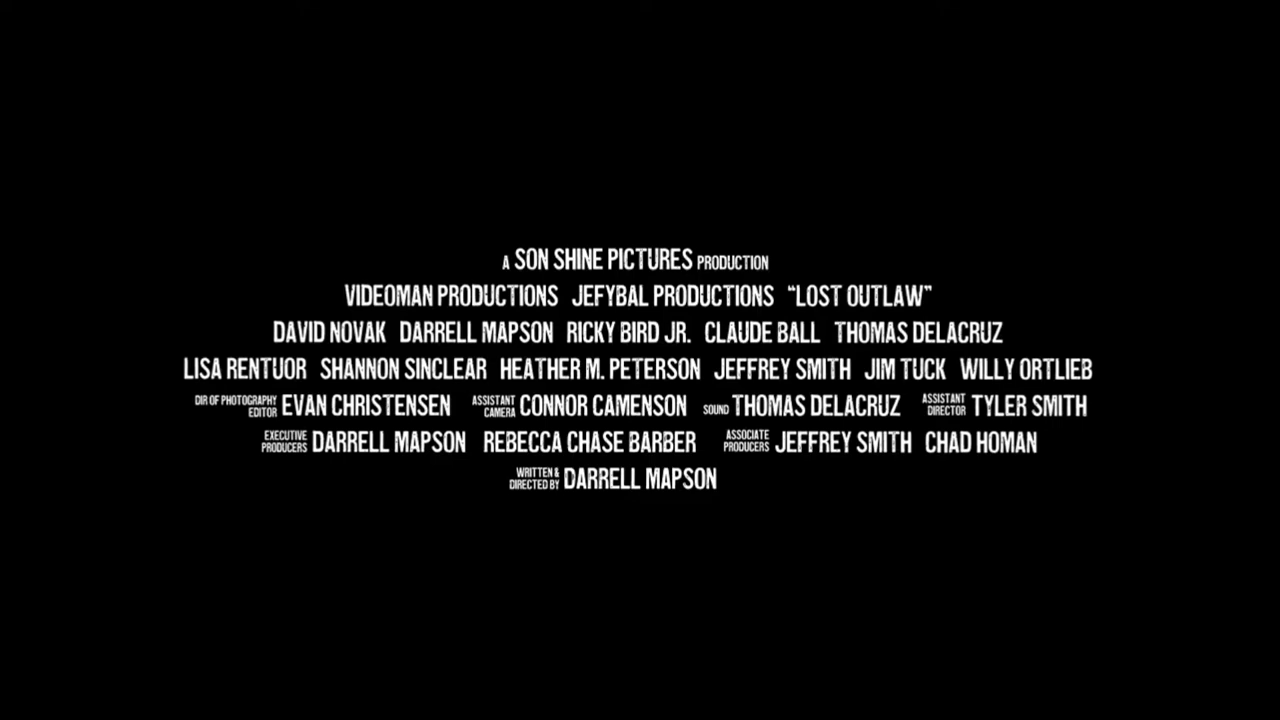 A SON SHINE PICTURES PRODUCTION
VIDEOMAN PRODUCTIONS JEFYBAL PRODUCTIONS “LOST OUTLAW”
DAVID NOVAK DARRELL MAPSON RICKY BIRD JR. CLAUDE BALL THOMAS DELACRUZ
LISA RENTUOR SHANNON SINCLEAR HEATHER M. PETERSON JEFFREY SMITH JIM TUCK WILLY ORTLIEB
DIR OF PHOTOGRAPHY EDITOR EVAN CHRISTENSEN ASSISTANT CAMERA CONNOR CAMENSON SOUND THOMAS DELACRUZ ASSISTANT DIRECTOR TYLER SMITH
EXECUTIVE PRODUCERS DARRELL MAPSON REBECCA CHASE BARBER ASSOCIATE PRODUCERS JEFFREY SMITH CHAD HOMAN
WRITTEN & DIRECTED BY DARRELL MAPSON